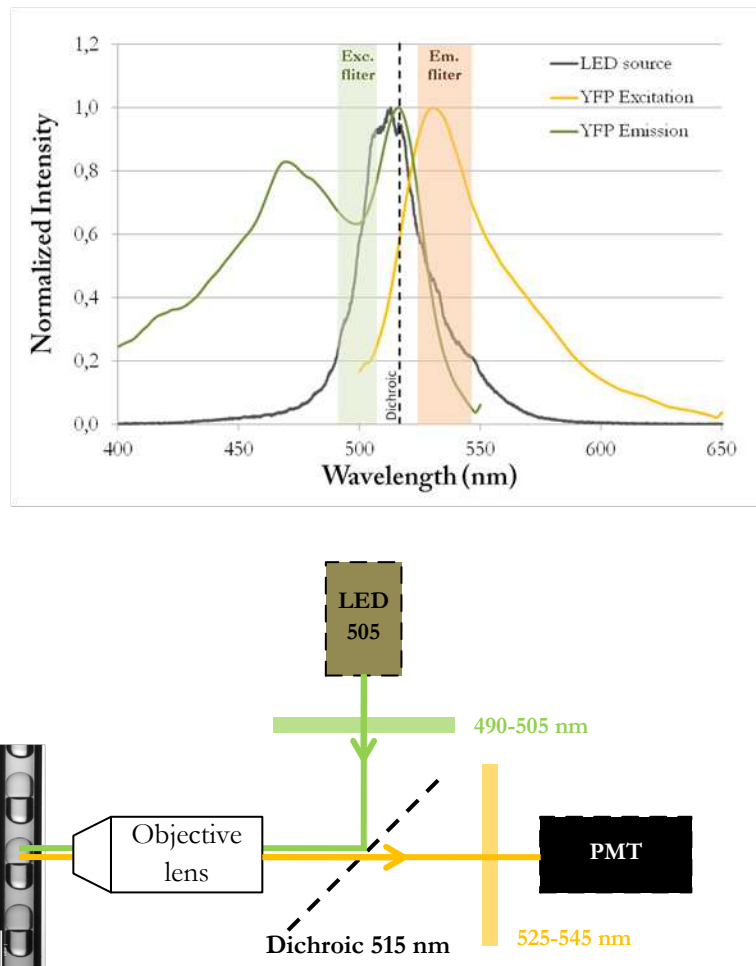 1,2
1,0
0,8
0,6
0,4
0,2
0,0
Normalized Intensity
Exc.
fliter
Em.
fliter
LED source
YFP Excitation
YFP Emission
Dichroic
400
450
500
550
600
650
Wavelength (nm)
LED
505
490-505 nm
Objective
lens
PMT
Dichroic 515 nm
525-545 nm